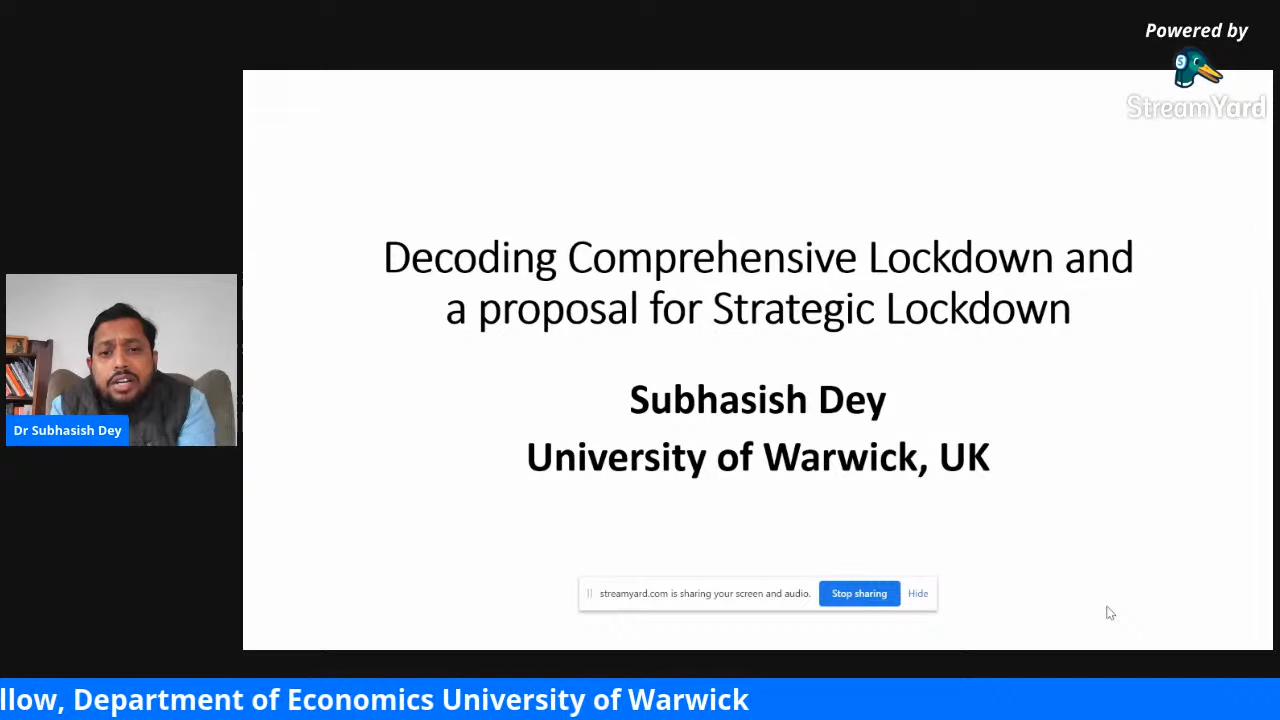 Powered by
StreamYard
Decoding Comprehensive Lockdown and
a proposal for Strategic Lockdown
Subhasish Dey
University of Warwick, UK
Dr Subhasish Dey
streamyard.com is sharing your screen and audio. Stop sharing Hide
llow, Department of Economics University of Warwick